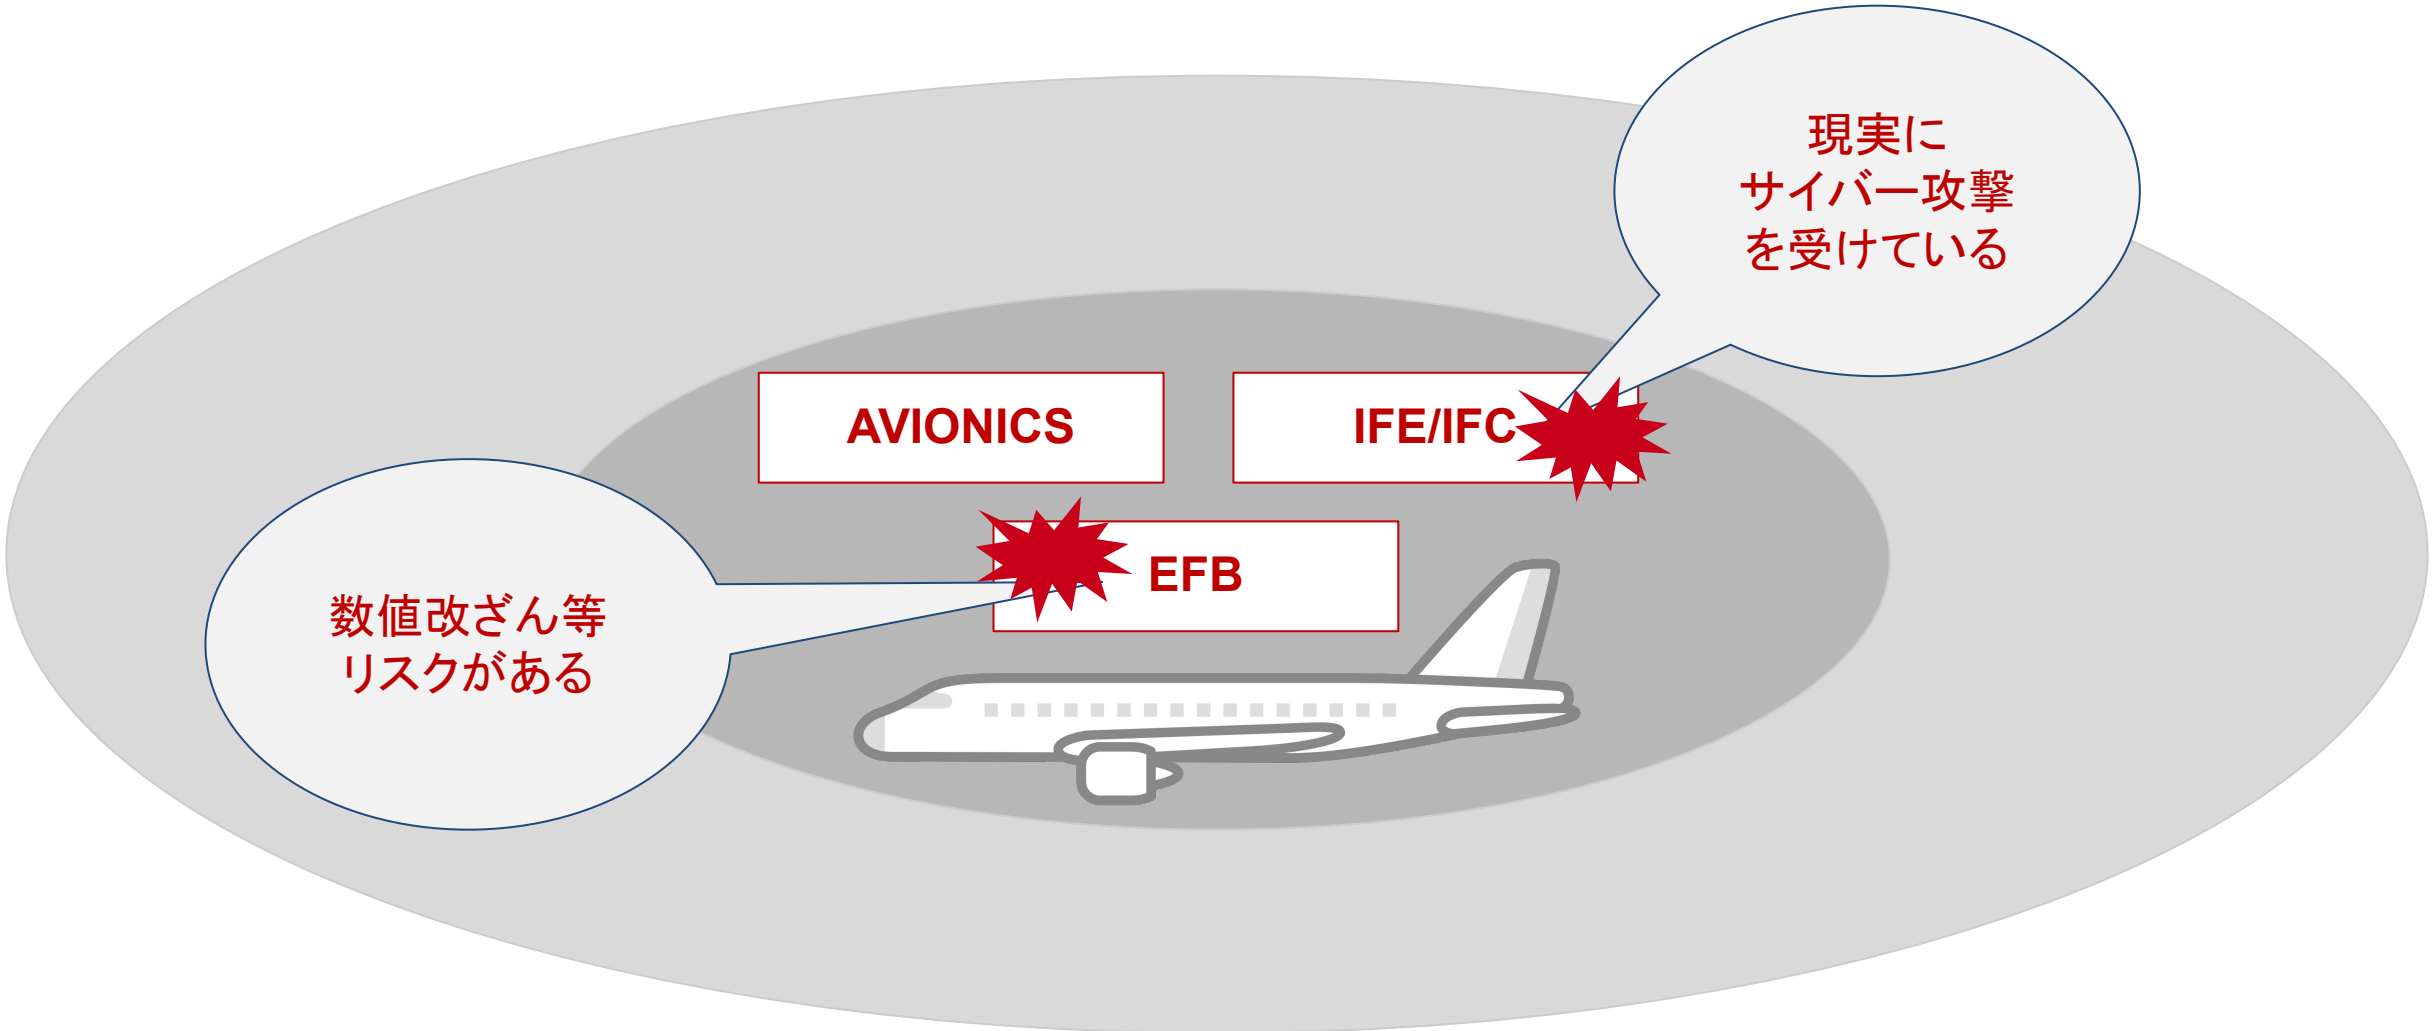 現実に
サイバー攻撃
を受けている
AVIONICS
IFE/IFC
EFB
数値改ざん等
リスクがある